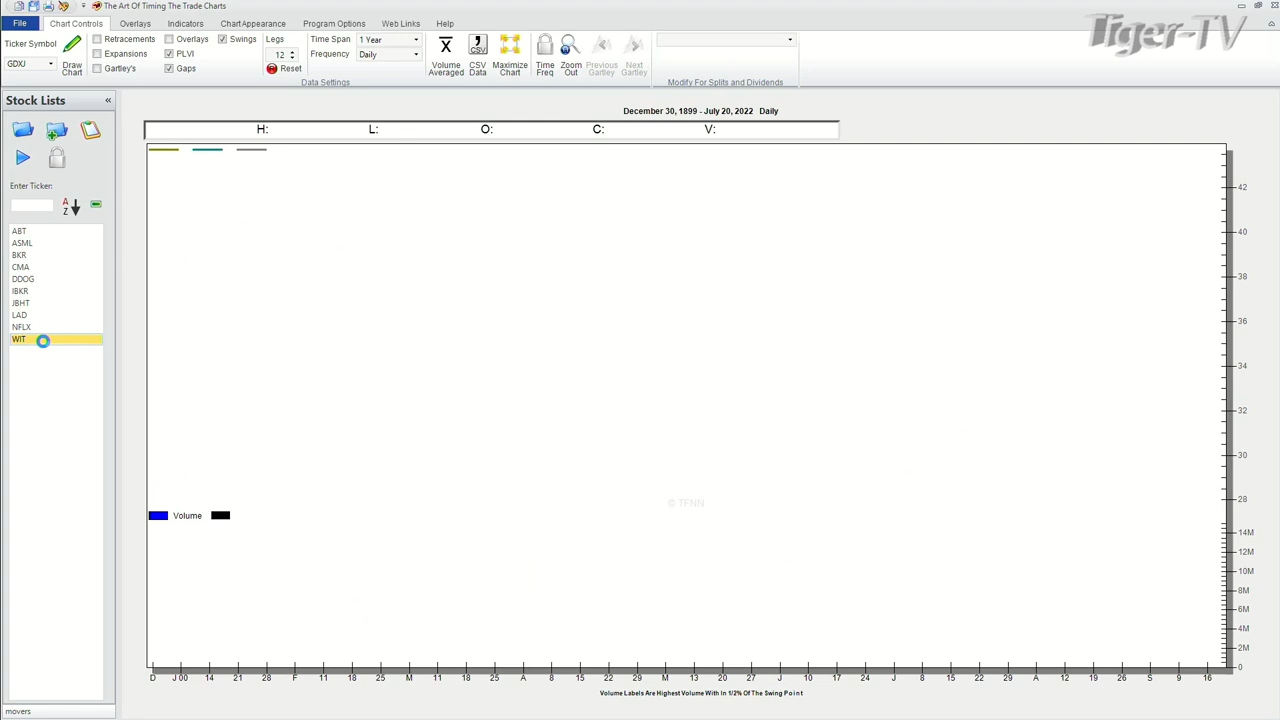 The Art Of Timing The Trade Charts
File Chart Controls Overlays Indicators Chart Appearance Program Options Web Links Help
Tiger-TV
Ticker Symbol
GDXJ
Draw Chart
Retracements Overlays Swings
Expansions PLVI
Gartley's Gaps
Legs
12
Reset
Time Span 1 Year
Frequency Daily
Volume Averaged
CSV Data
Maximize Chart
Time Freq
Zoom Out
Previous Gartley
Next Gartley
Data Settings
Modify For Splits and Dividends
Stock Lists «
Enter Ticker:
A
Z
ABT
ASML
BKR
CMA
DDOG
IBKR
JBHT
LAD
NFLX
WIT
movers
December 30, 1899 - July 20, 2022 Daily
H: L: O: C: V:
42
40
38
36
34
32
30
28
© TFNN
Volume
14M
12M
10M
8M
6M
4M
2M
0
D J 00 14 21 28 F 11 18 25 M 11 18 25 A 8 15 22 29 M 13 20 27 J 10 17 24 J 8 15 22 29 A 12 19 26 S 9 16
Volume Labels Are Highest Volume With In 1/2% Of The Swing Point